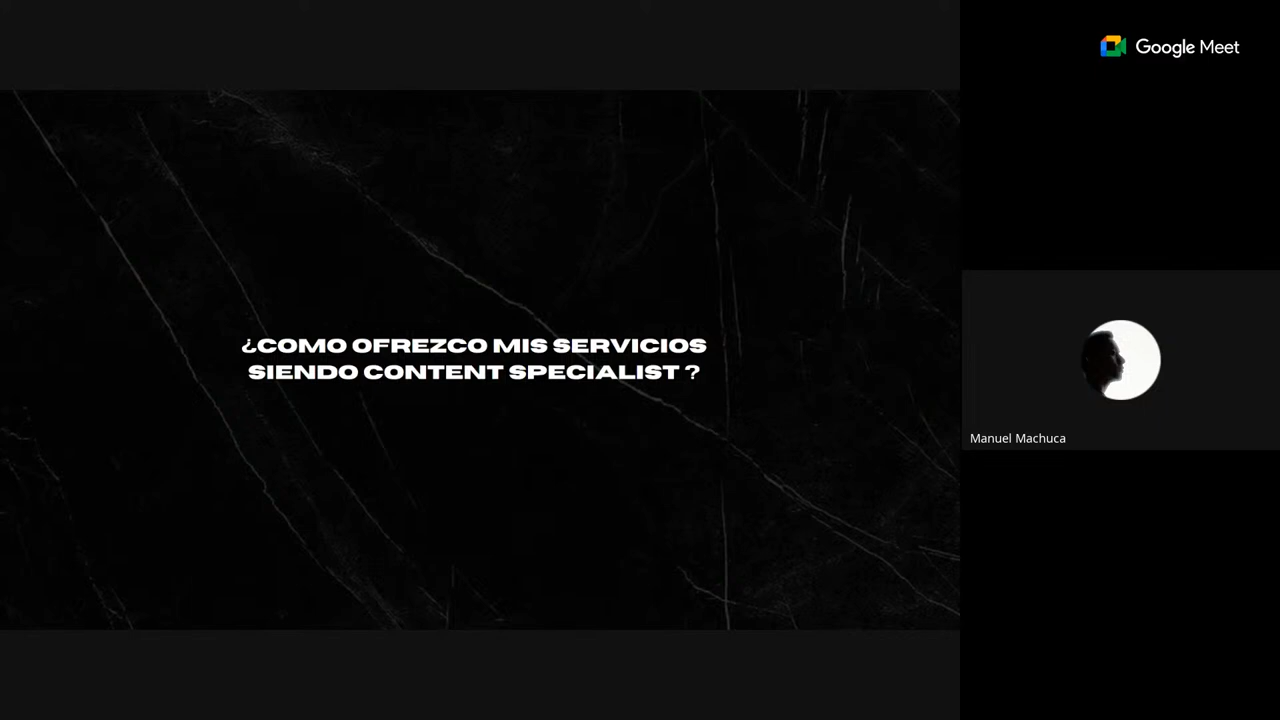 Google Meet
¿COMO OFREZCO MIS SERVICIOS
SIENDO CONTENT SPECIALIST ?
Manuel Machuca